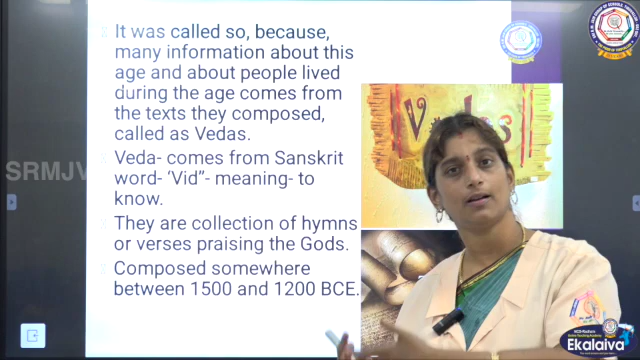 It was called so, because,
many information about this
age and about people lived
during the age comes from
the texts they composed,
called as Vedas.
Veda- comes from Sanskrit
word- ‘Vid”- meaning- to
know.
They are collection of hymns
or verses praising the Gods.
Composed somewhere
between 1500 and 1200 BCE.
Vedas
SRMJV
Ekalaiva